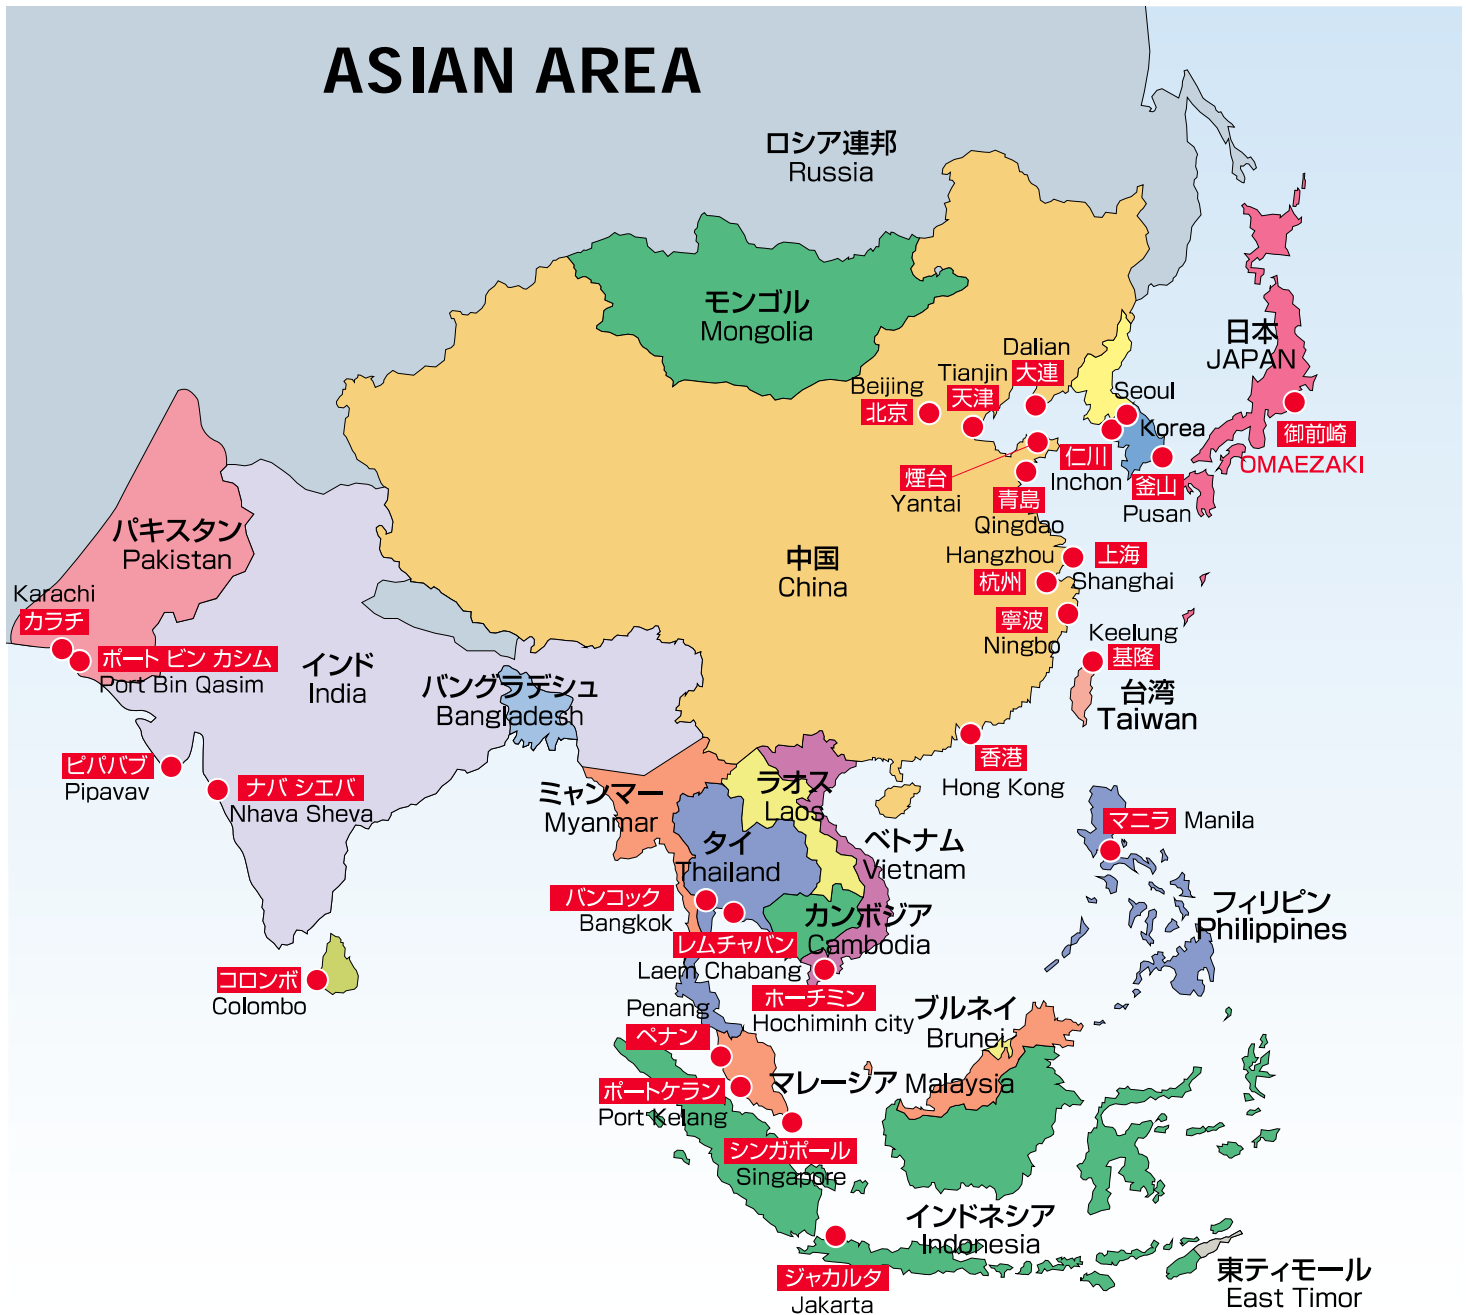 ASIAN AREA
ロシア連邦
Russia
モンゴル
Mongolia
日本
JAPAN
Dalian
大連
Tianjin
天津
Beijing
北京
Seoul
Korea
御前崎
OMAEZAKI
仁川
Inchon
釜山
Pusan
煙台
Yantai
青島
Qingdao
パキスタン
Pakistan
中国
China
Hangzhou
杭州
上海
Shanghai
寧波
Ningbo
Karachi
カラチ
ポート ビン カシム
Port Bin Qasim
インド
India
バングラデシュ
Bangladesh
Keelung
基隆
台湾
Taiwan
香港
Hong Kong
ピパバブ
Pipavav
ナバ シエバ
Nhava Sheva
ミャンマー
Myanmar
ラオス
Laos
タイ
Thailand
ベトナム
Vietnam
マニラ Manila
フィリピン
Philippines
バンコック
Bangkok
レムチャバン
Laem Chabang
カンボジア
Cambodia
コロンボ
Colombo
ホーチミン
Hochiminh city
Penang
ペナン
ブルネイ
Brunei
マレーシア Malaysia
ポートケラン
Port Kelang
シンガポール
Singapore
インドネシア
Indonesia
ジャカルタ
Jakarta
東ティモール
East Timor